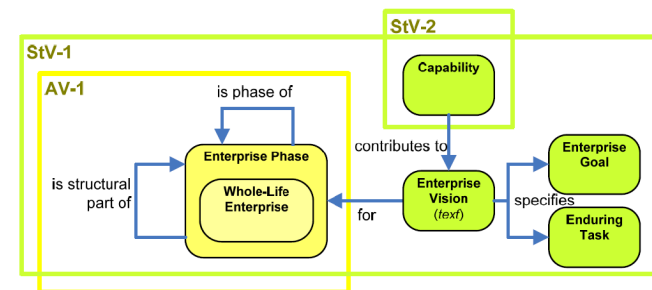 StV-2
StV-1
AV-1
Capability
is phase of
contributes to
Enterprise Phase
Enterprise
Goal
is structural
part of
Whole-Life
Enterprise
Enterprise
Vision
(text)
for
specifies
Enduring
Task